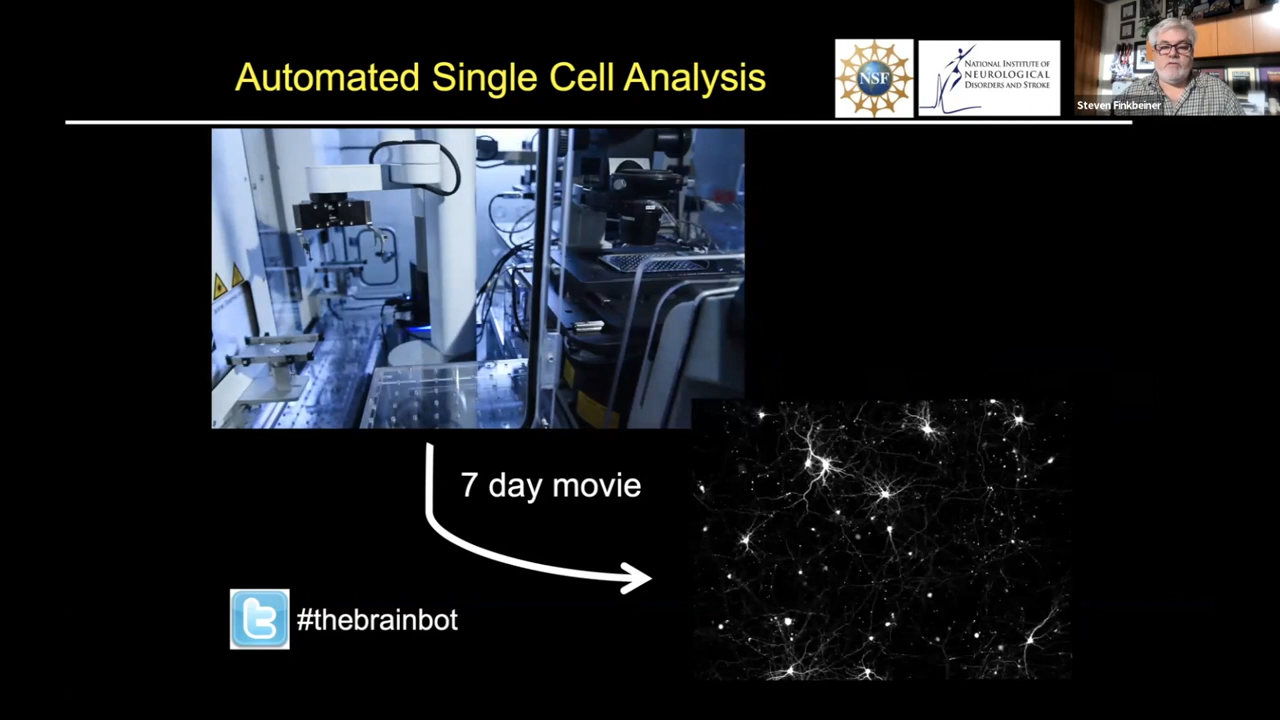 Automated Single Cell Analysis
NSF
NATIONAL INSTITUTE OF
NEUROLOGICAL
DISORDERS AND STROKE
Steven Finkbeiner
7 day movie
#thebrainbot